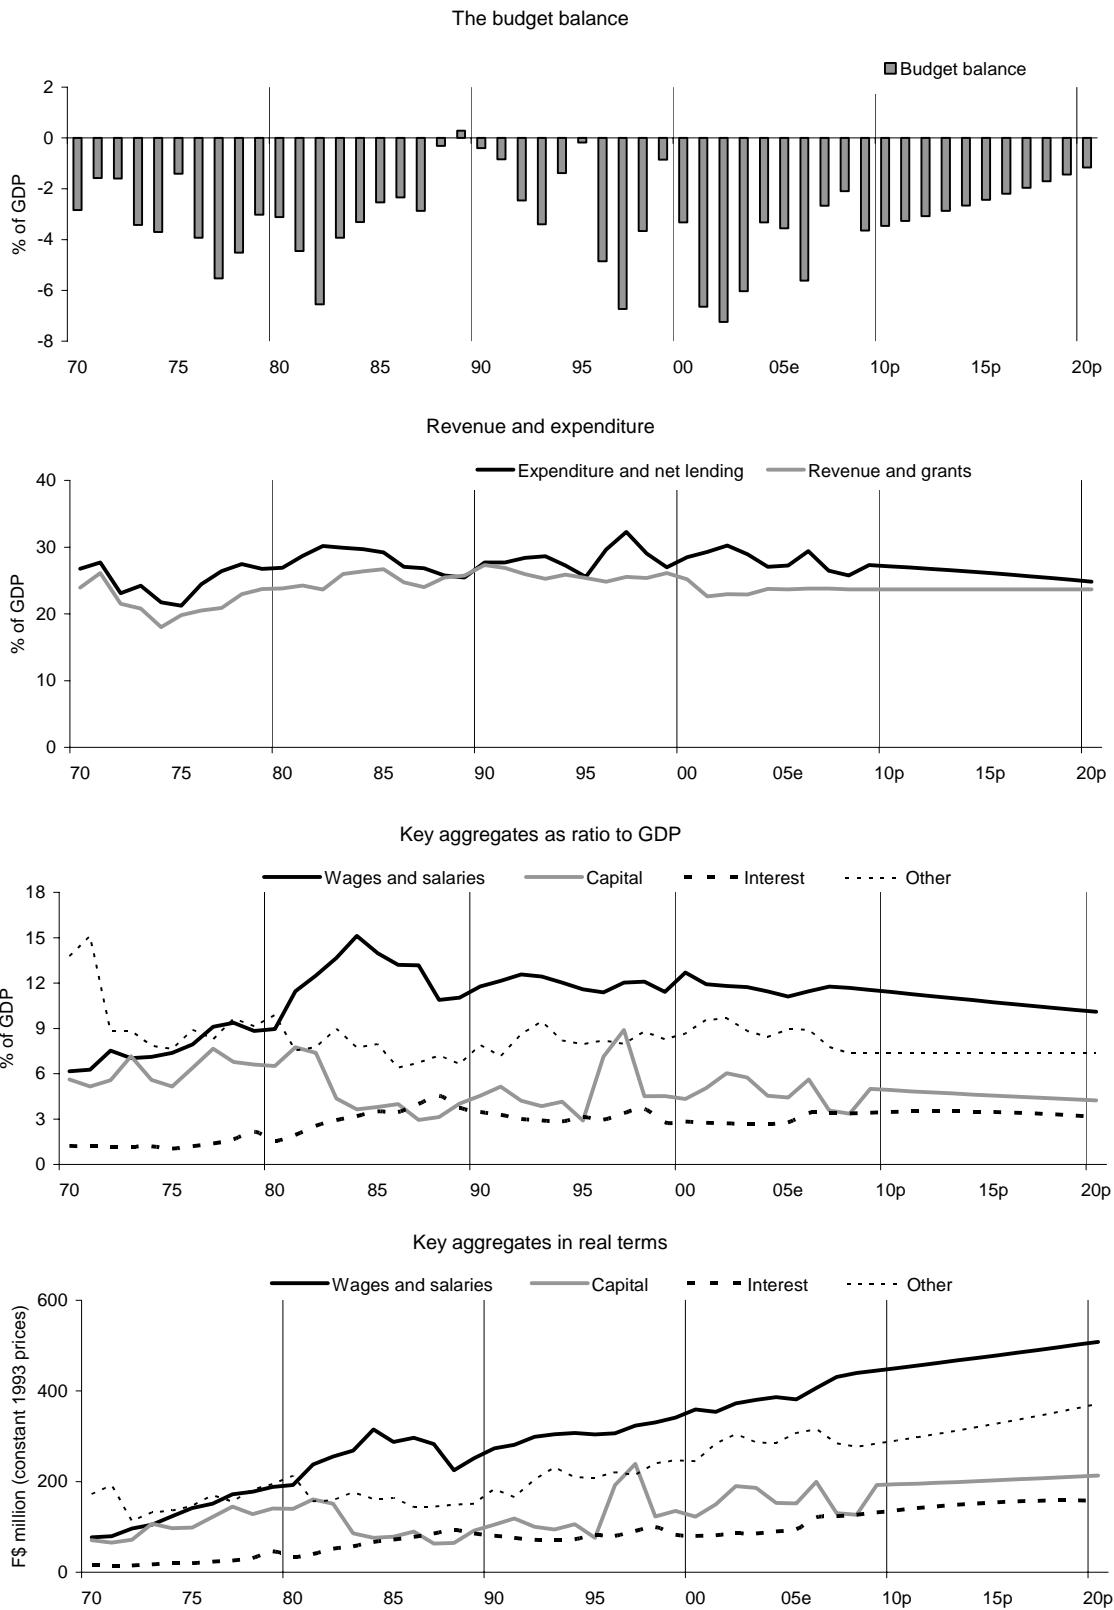 The budget balance
Budget balance
% of GDP
2
0
-2
-4
-6
-8
70 75 80 85 90 95 00 05e 10p 15p 20p
Revenue and expenditure
Expenditure and net lending Revenue and grants
% of GDP
40
30
20
10
0
70 75 80 85 90 95 00 05e 10p 15p 20p
Key aggregates as ratio to GDP
Wages and salaries Capital Interest Other
% of GDP
18
15
12
9
6
3
0
70 75 80 85 90 95 00 05e 10p 15p 20p
Key aggregates in real terms
Wages and salaries Capital Interest Other
F$ million (constant 1993 prices)
600
400
200
0
70 75 80 85 90 95 00 05e 10p 15p 20p